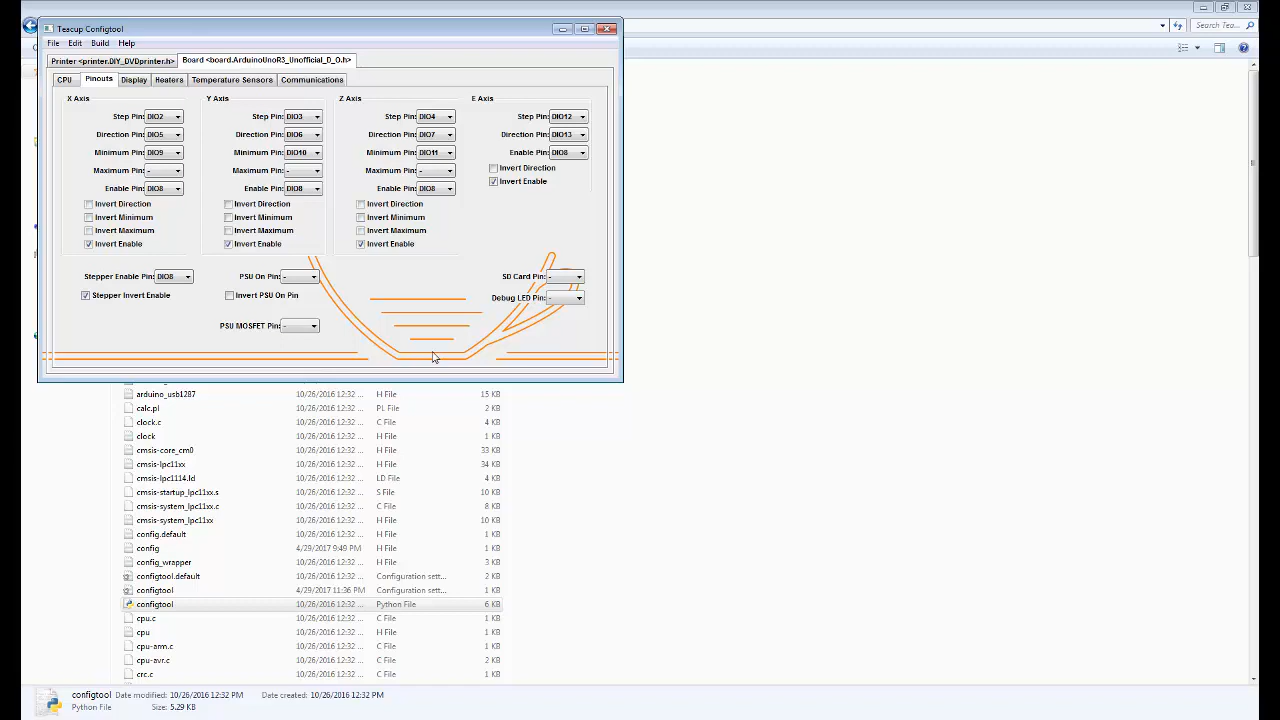 Teacup Configtool
File Edit Build Help
Search Tea...
Printer <printer.DIY_DVDprinter.h> Board <board.ArduinoUnoR3_Unofficial_D_O.h>
CPU Pinouts Display Heaters Temperature Sensors Communications
X Axis Y Axis Z Axis E Axis
Step Pin: DIO2 Step Pin: DIO3 Step Pin: DIO4 Step Pin: DIO12
Direction Pin: DIO5 Direction Pin: DIO6 Direction Pin: DIO7 Direction Pin: DIO13
Minimum Pin: DIO9 Minimum Pin: DIO10 Minimum Pin: DIO11 Enable Pin: DIO8
Maximum Pin: - Maximum Pin: - Maximum Pin: - Invert Direction
Enable Pin: DIO8 Enable Pin: DIO8 Enable Pin: DIO8 Invert Enable
Invert Direction Invert Direction Invert Direction
Invert Minimum Invert Minimum Invert Minimum
Invert Maximum Invert Maximum Invert Maximum
Invert Enable Invert Enable Invert Enable
Stepper Enable Pin: DIO8 PSU On Pin: - SD Card Pin: -
Stepper Invert Enable Invert PSU On Pin Debug LED Pin: -
PSU MOSFET Pin: -
arduino_usb1287 10/26/2016 12:32 ... H File 15 KB
calc.pl 10/26/2016 12:32 ... PL File 2 KB
clock.c 10/26/2016 12:32 ... C File 4 KB
clock 10/26/2016 12:32 ... H File 1 KB
cmsis-core_cm0 10/26/2016 12:32 ... H File 33 KB
cmsis-lpc11xx 10/26/2016 12:32 ... H File 34 KB
cmsis-lpc1114.ld 10/26/2016 12:32 ... LD File 4 KB
cmsis-startup_lpc11xx.s 10/26/2016 12:32 ... S File 10 KB
cmsis-system_lpc11xx.c 10/26/2016 12:32 ... C File 8 KB
cmsis-system_lpc11xx 10/26/2016 12:32 ... H File 10 KB
config.default 10/26/2016 12:32 ... H File 1 KB
config 4/29/2017 9:49 PM H File 1 KB
config_wrapper 10/26/2016 12:32 ... H File 3 KB
configtool.default 10/26/2016 12:32 ... Configuration sett... 2 KB
configtool 4/29/2017 11:36 PM Configuration sett... 1 KB
configtool 10/26/2016 12:32 ... Python File 6 KB
cpu.c 10/26/2016 12:32 ... C File 1 KB
cpu 10/26/2016 12:32 ... H File 1 KB
cpu-arm.c 10/26/2016 12:32 ... C File 1 KB
cpu-avr.c 10/26/2016 12:32 ... C File 2 KB
crc.c 10/26/2016 12:32 ... C File 1 KB
configtool Date modified: 10/26/2016 12:32 PM Date created: 10/26/2016 12:32 PM
Python File Size: 5.29 KB